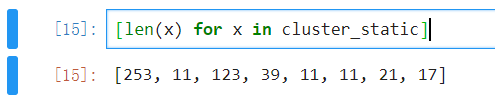 [15]: [len(x) for x in cluster_static]
[15]: [253, 11, 123, 39, 11, 11, 21, 17]